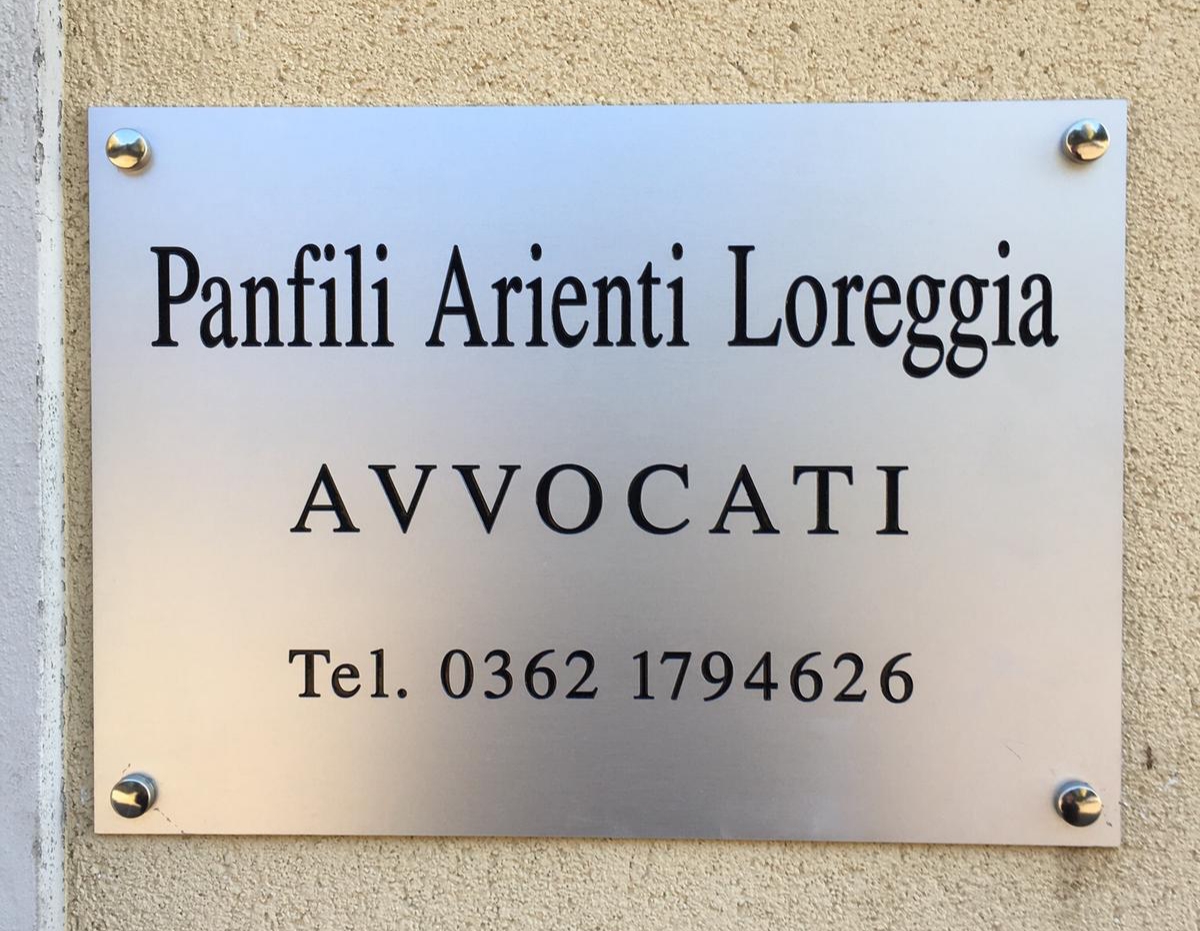 Panfili Arienti Loreggia
AVVOCATI
Tel. 0362 1794626